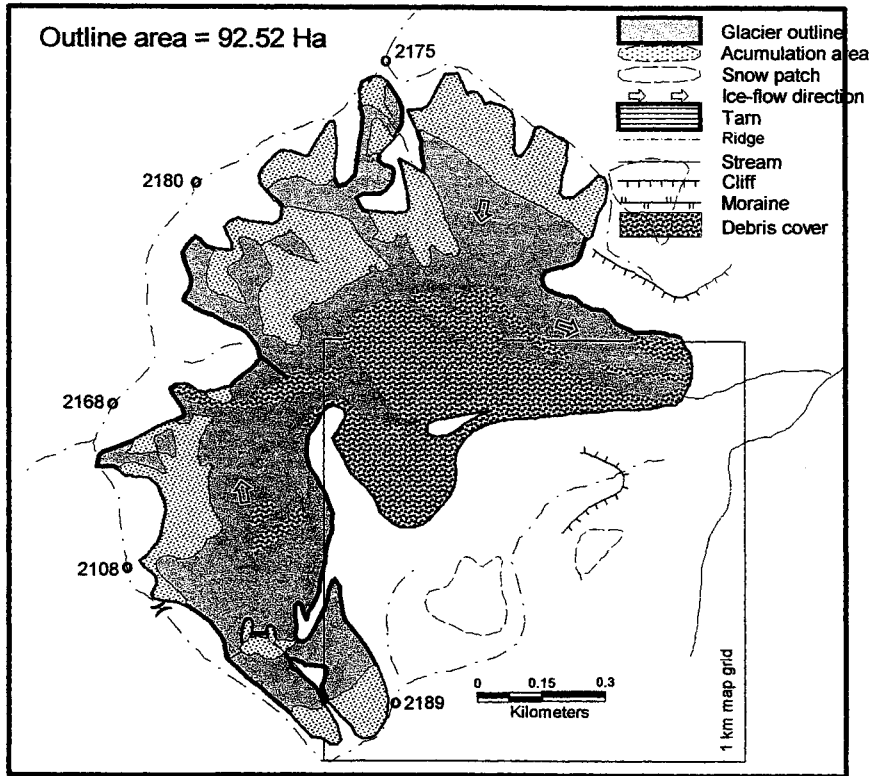 Outline area = 92.52 Ha
2175
Glacier outline
Acumulation area
Snow patch
Ice-flow direction
Tarn
Ridge
Stream
Cliff
Moraine
Debris cover
2180
2168
2108
2189
0 0.15 0.3
Kilometers
1 km map grid